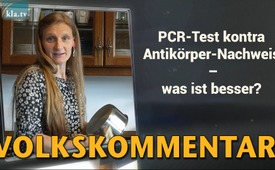 kla.tv
PCR-Test kontra
Antikörper-Nachweis
–
was ist besser?
VOLKSKOMMENTAR